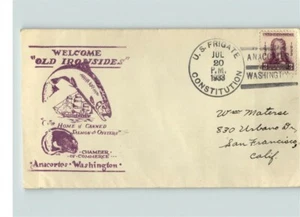 WELCOME
"OLD IRONSIDES"
"The HOME of CANNED
SALMON & OYSTERS"
CHAMBER
OF COMMERCE
Anacortes Washington
U.S. FRIGATE
JUL
20
P.M.
1933
CONSTITUTION
ANACORTES
WASHINGTON
Wm Materse
830 Urbano Dr.
San Francisco
Calif.